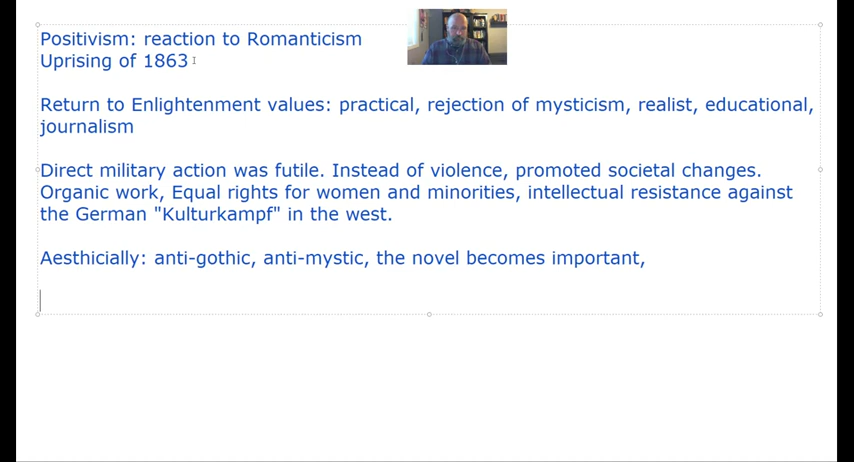 Positivism: reaction to Romanticism
Uprising of 1863
Return to Enlightenment values: practical, rejection of mysticism, realist, educational,
journalism
Direct military action was futile. Instead of violence, promoted societal changes.
Organic work, Equal rights for women and minorities, intellectual resistance against
the German "Kulturkampf" in the west.
Aesthicially: anti-gothic, anti-mystic, the novel becomes important,